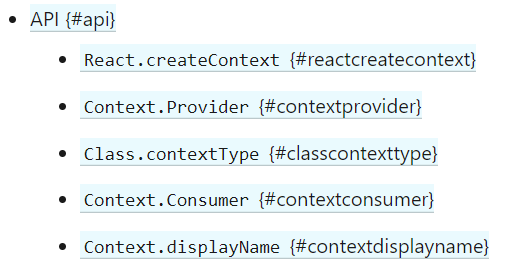 API {#api}
React.createContext {#reactcreatecontext}
Context.Provider {#contextprovider}
Class.contextType {#classcontexttype}
Context.Consumer {#contextconsumer}
Context.displayName {#contextdisplayname}